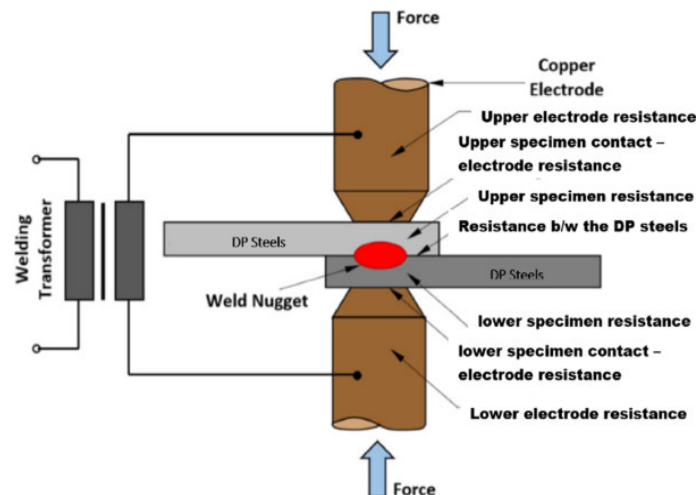 Force
Copper
Electrode
Upper electrode resistance
Upper specimen contact –
electrode resistance
Upper specimen resistance
Resistance b/w the DP steels
DP Steels
DP Steels
Weld Nugget
Welding
Transformer
lower specimen resistance
lower specimen contact –
electrode resistance
Lower electrode resistance
Force